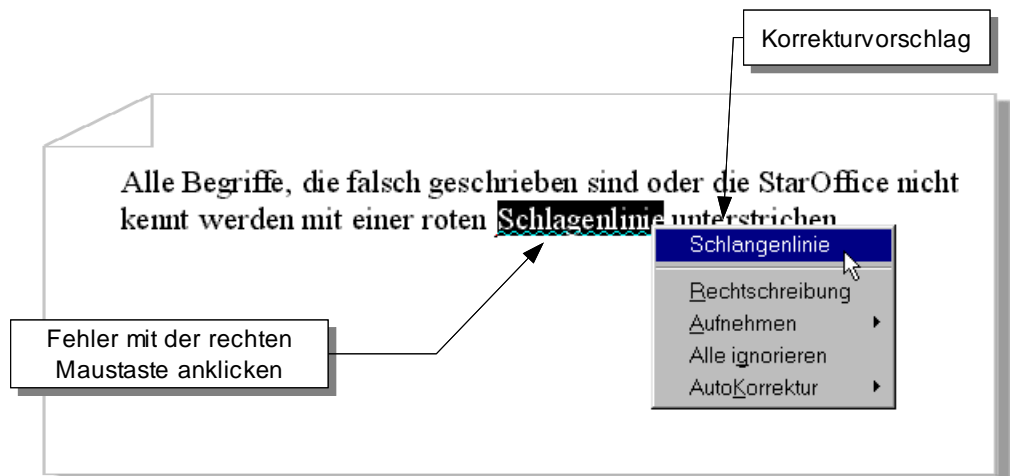 Korrekturvorschlag
Alle Begriffe, die falsch geschrieben sind oder die StarOffice nicht
kennt werden mit einer roten Schlagenlinie unterstrichen
Schlangenlinie
Rechtschreibung
Aufnehmen
Alle ignorieren
AutoKorrektur
Fehler mit der rechten
Maustaste anklicken